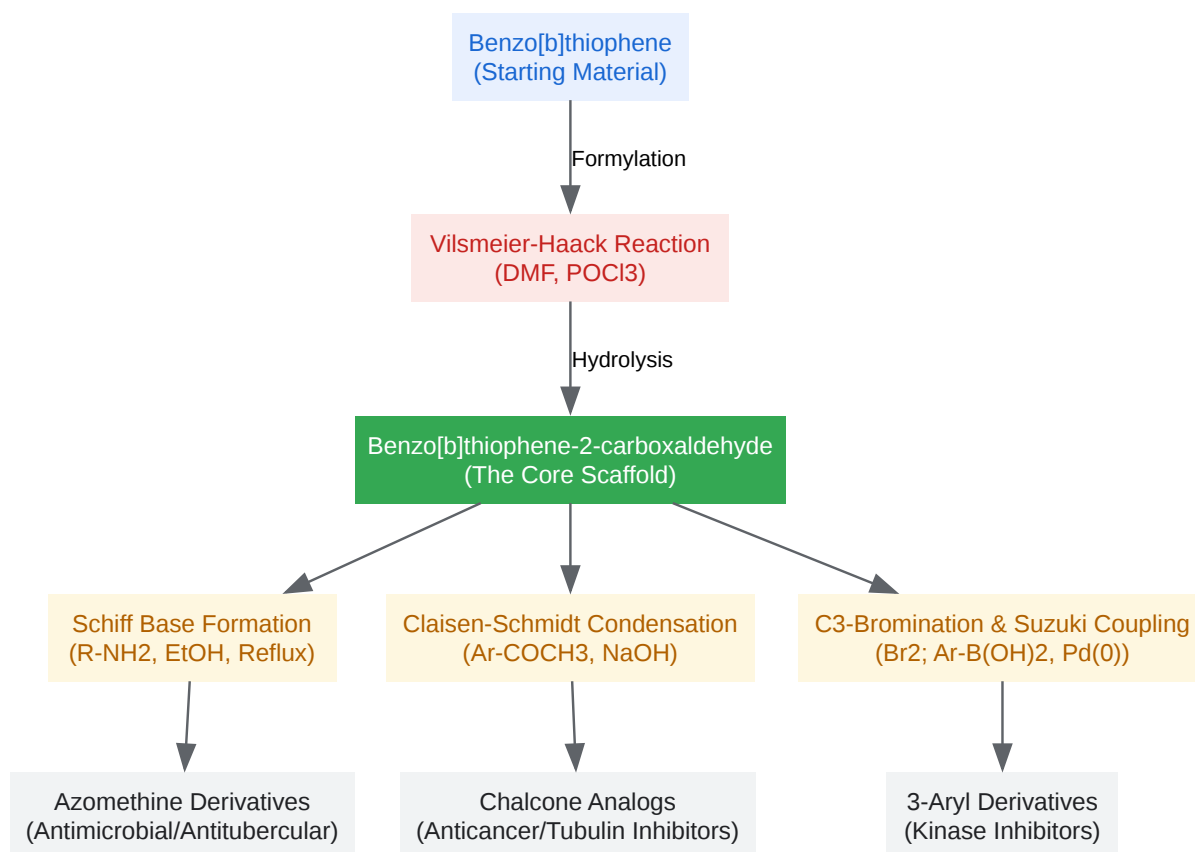 Benzo[b]thiophene
(Starting Material)
Formylation
Vilsmeier-Haack Reaction
(DMF, POCl3)
Hydrolysis
Benzo[b]thiophene-2-carboxaldehyde
(The Core Scaffold)
Schiff Base Formation
(R-NH2, EtOH, Reflux)
Claisen-Schmidt Condensation
(Ar-COCH3, NaOH)
C3-Bromination & Suzuki Coupling
(Br2; Ar-B(OH)2, Pd(0))
Azomethine Derivatives
(Antimicrobial/Antitubercular)
Chalcone Analogs
(Anticancer/Tubulin Inhibitors)
3-Aryl Derivatives
(Kinase Inhibitors)